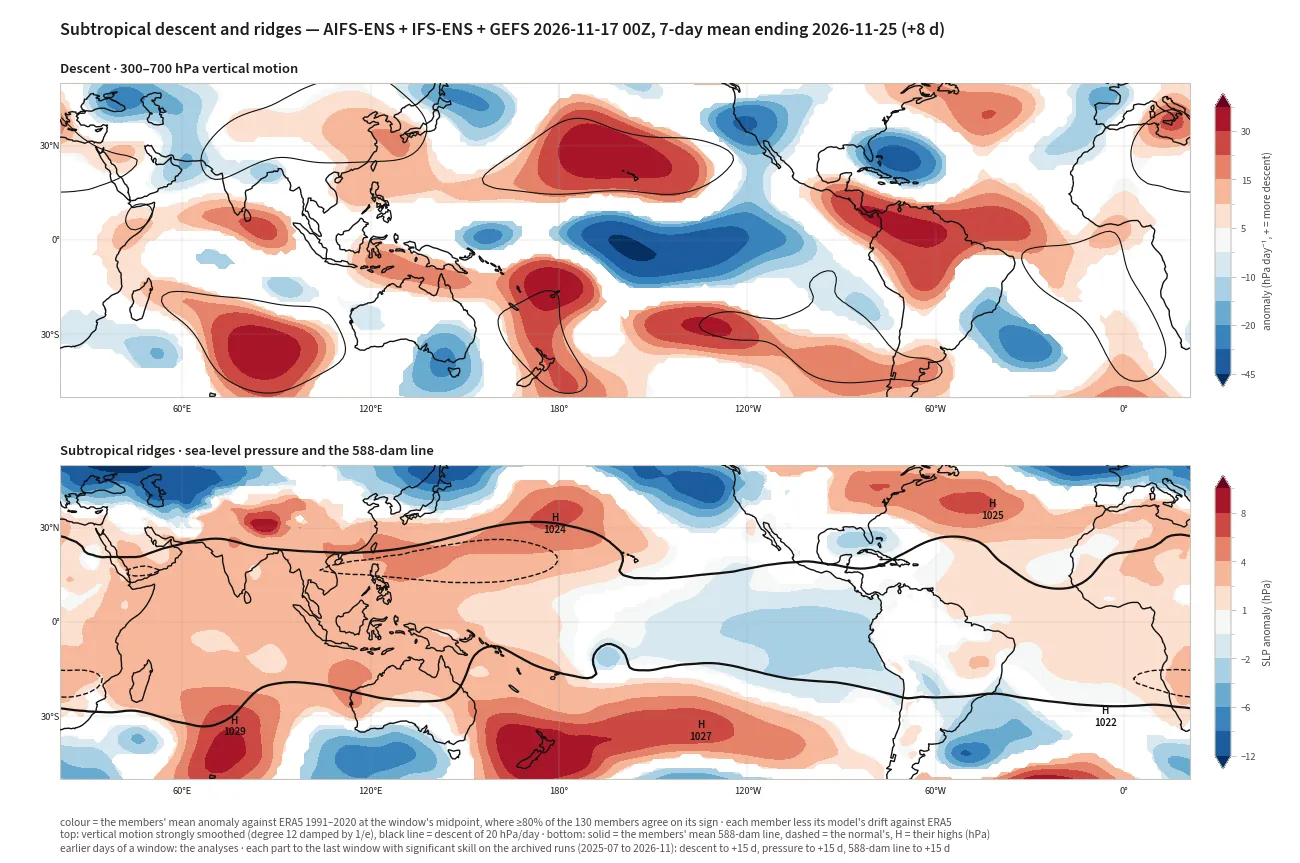 Subtropical descent and ridges — AIFS-ENS + IFS-ENS + GEFS 2026-11-17 00Z, 7-day mean ending 2026-11-25 (+8 d)
Descent · 300–700 hPa vertical motion
30°N
0°
30°S
60°E
120°E
180°
120°W
60°W
0°
30
15
5
−10
−20
−45
anomaly (hPa day⁻¹, + = more descent)
Subtropical ridges · sea-level pressure and the 588-dam line
30°N
0°
30°S
H
1024
H
1025
H
1029
H
1027
H
1022
60°E
120°E
180°
120°W
60°W
0°
8
4
1
−2
−6
−12
SLP anomaly (hPa)
colour = the members' mean anomaly against ERA5 1991–2020 at the window's midpoint, where ≥80% of the 130 members agree on its sign · each member less its model's drift against ERA5
top: vertical motion strongly smoothed (degree 12 damped by 1/e), black line = descent of 20 hPa/day · bottom: solid = the members' mean 588-dam line, dashed = the normal's, H = their highs (hPa)
earlier days of a window: the analyses · each part to the last window with significant skill on the archived runs (2025-07 to 2026-11): descent to +15 d, pressure to +15 d, 588-dam line to +15 d